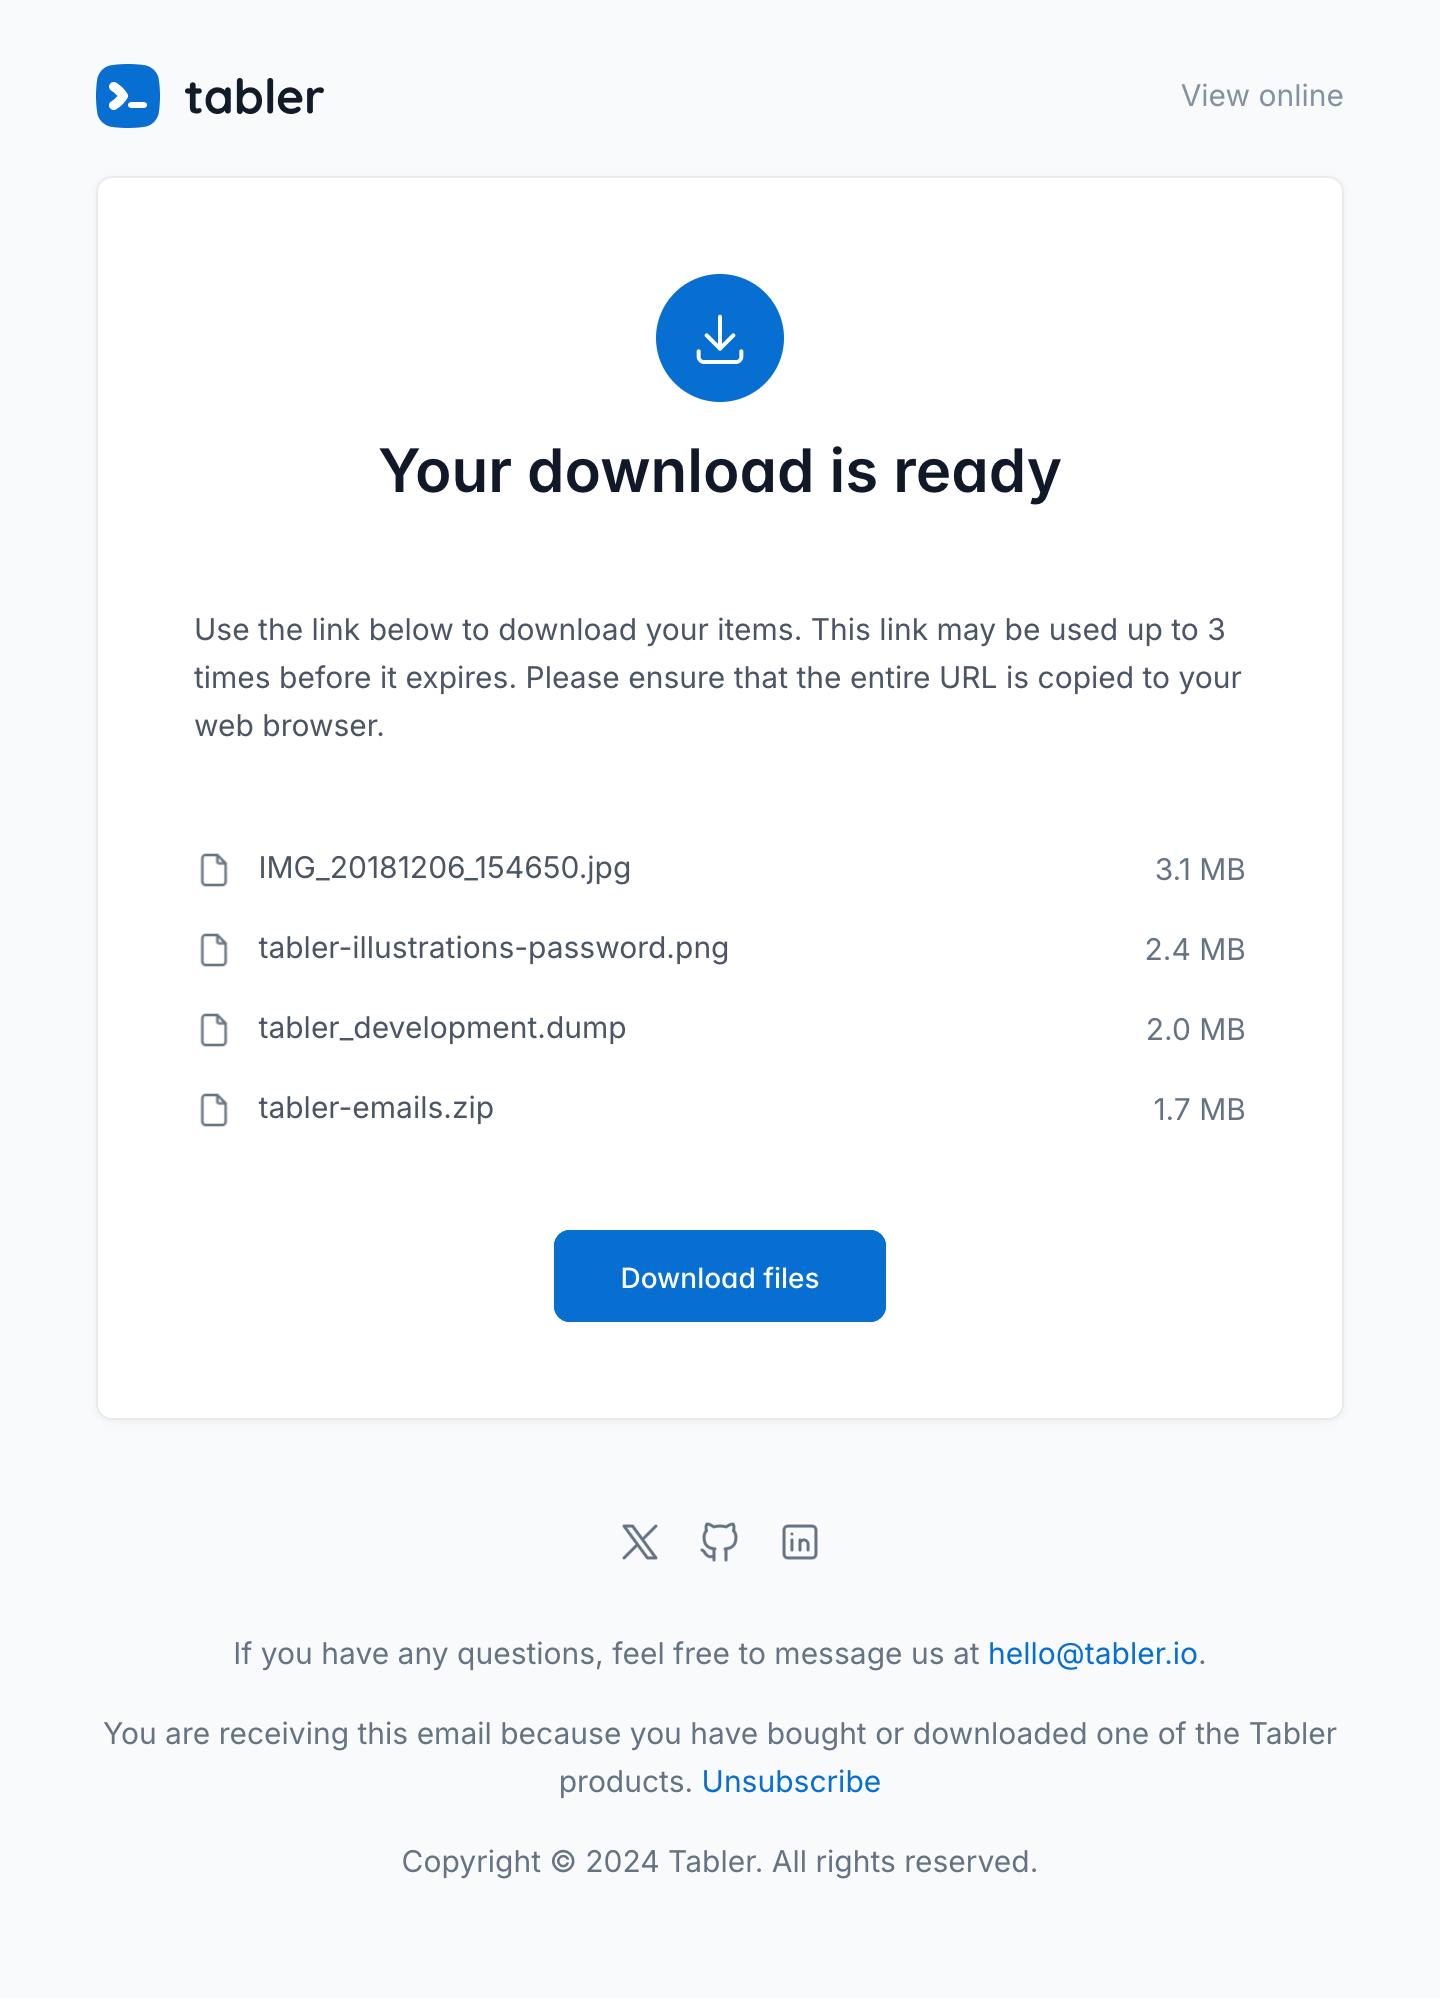 tabler
View online
Your download is ready
Use the link below to download your items. This link may be used up to 3
times before it expires. Please ensure that the entire URL is copied to your
web browser.
IMG_20181206_154650.jpg 3.1 MB
tabler-illustrations-password.png 2.4 MB
tabler_development.dump 2.0 MB
tabler-emails.zip 1.7 MB
Download files
If you have any questions, feel free to message us at hello@tabler.io.
You are receiving this email because you have bought or downloaded one of the Tabler
products. Unsubscribe
Copyright © 2024 Tabler. All rights reserved.